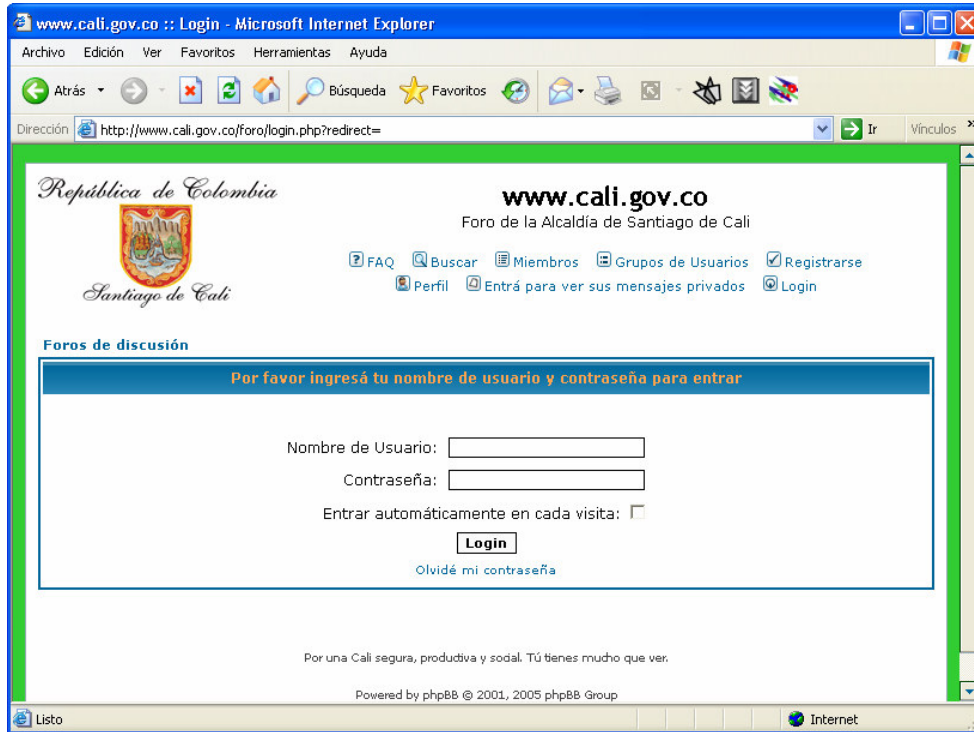 www.cali.gov.co :: Login - Microsoft Internet Explorer
Archivo Edición Ver Favoritos Herramientas Ayuda
Atrás Búsqueda Favoritos
Dirección http://www.cali.gov.co/foro/login.php?redirect= Ir Vínculos »
República de Colombia
Santiago de Cali
www.cali.gov.co
Foro de la Alcaldía de Santiago de Cali
FAQ Buscar Miembros Grupos de Usuarios Registrarse
Perfil Entrá para ver sus mensajes privados Login
Foros de discusión
Por favor ingresá tu nombre de usuario y contraseña para entrar
Nombre de Usuario:
Contraseña:
Entrar automáticamente en cada visita:
Login
Olvidé mi contraseña
Por una Cali segura, productiva y social. Tú tienes mucho que ver.
Powered by phpBB © 2001, 2005 phpBB Group
Listo Internet